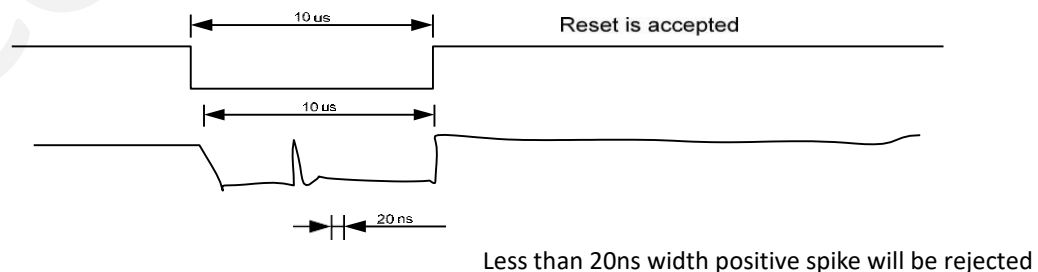 10 us
Reset is accepted
10 us
20 ns
Less than 20ns width positive spike will be rejected